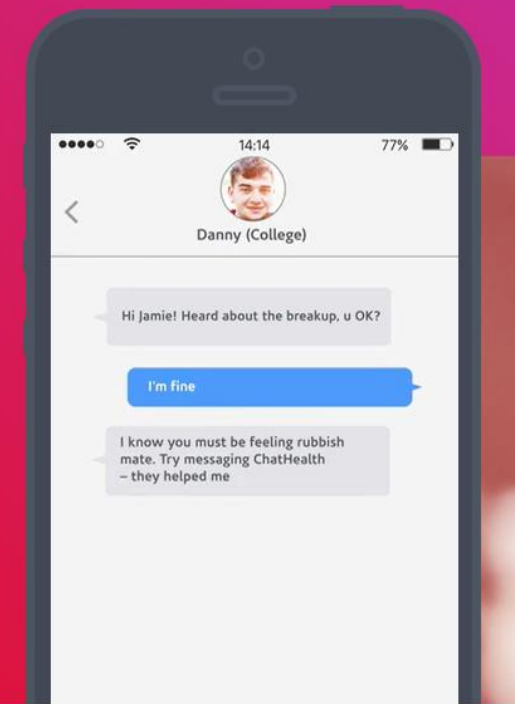 14:14
77%
Danny (College)
Hi Jamie! Heard about the breakup, u OK?
I'm fine
I know you must be feeling rubbish
mate. Try messaging ChatHealth
– they helped me